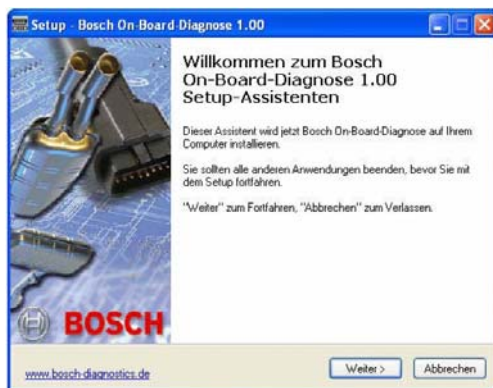 Setup - Bosch On-Board-Diagnose 1.00
Willkommen zum Bosch
On-Board-Diagnose 1.00
Setup-Assistenten
Dieser Assistent wird jetzt Bosch On-Board-Diagnose auf Ihrem
Computer installieren.
Sie sollten alle anderen Anwendungen beenden, bevor Sie mit
dem Setup fortfahren.
"Weiter" zum Fortfahren, "Abbrechen" zum Verlassen.
BOSCH
www.bosch-diagnostics.de
Weiter >
Abbrechen